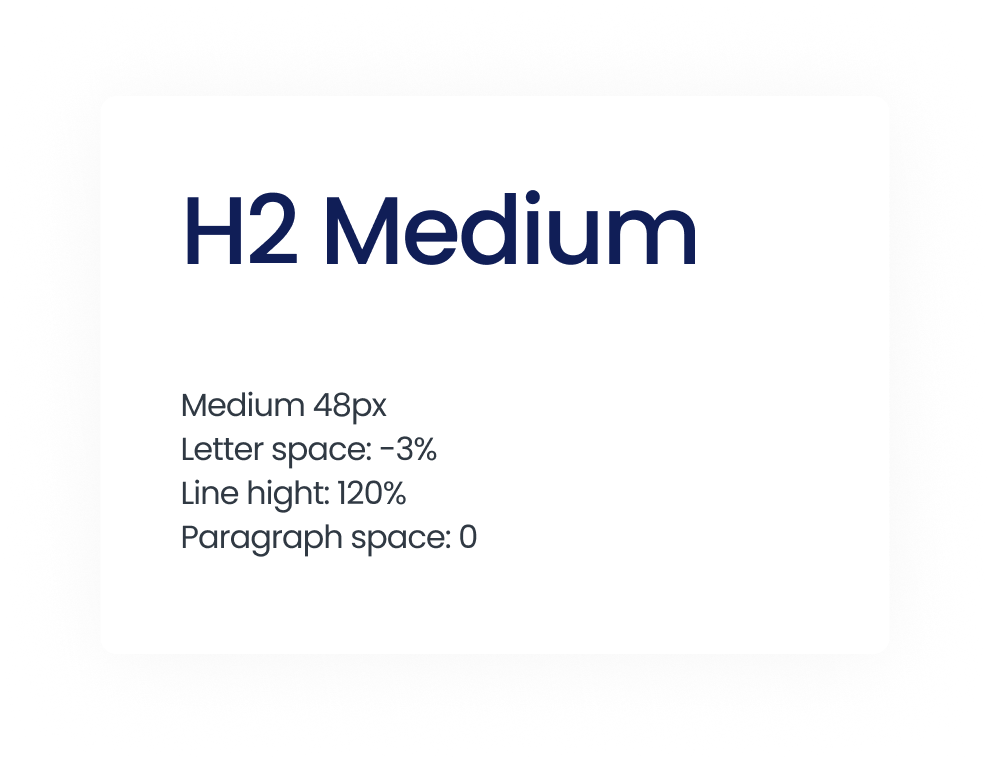 H2 Medium
Medium 48px
Letter space: -3%
Line hight: 120%
Paragraph space: 0